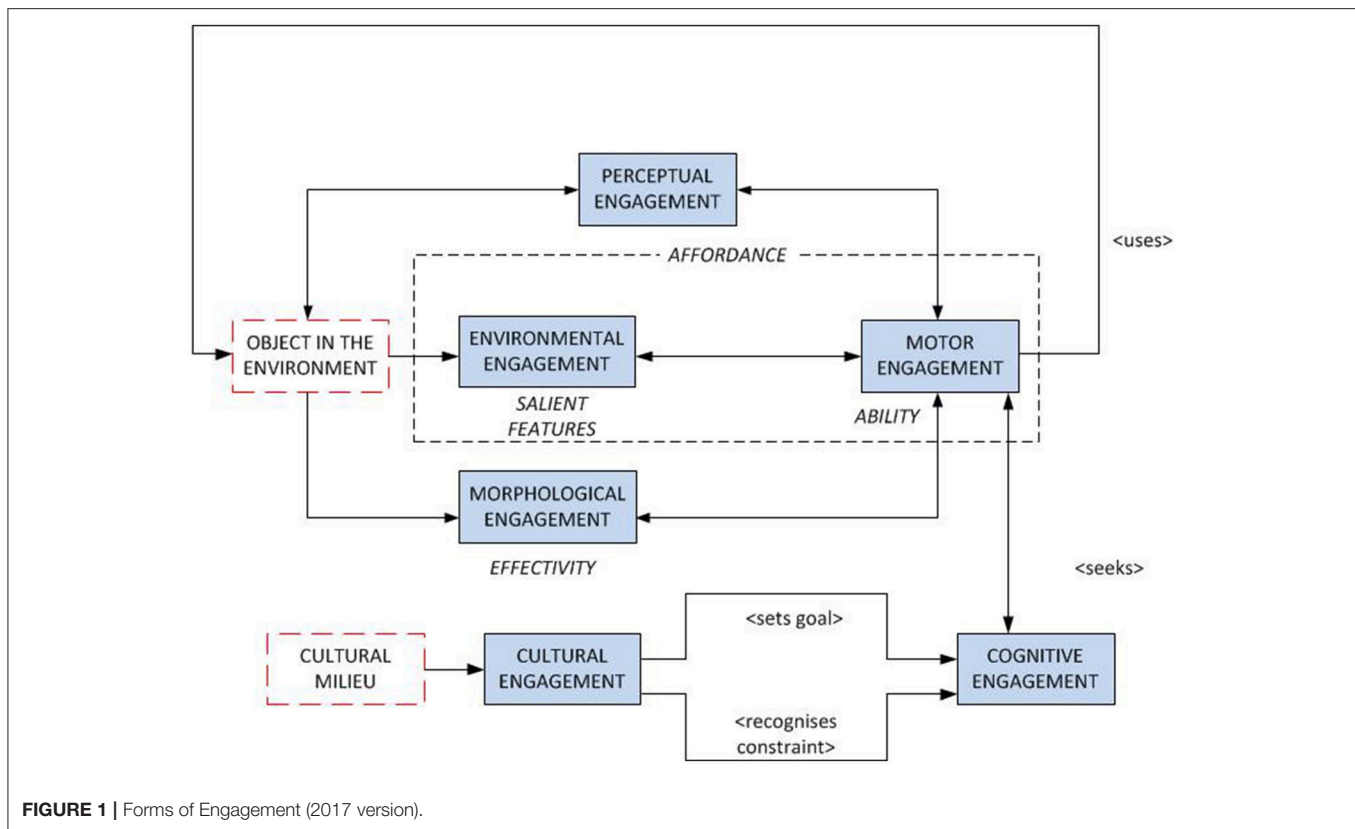 PERCEPTUAL
ENGAGEMENT
<uses>
AFFORDANCE
OBJECT IN THE
ENVIRONMENT
ENVIRONMENTAL
ENGAGEMENT
MOTOR
ENGAGEMENT
SALIENT
FEATURES
ABILITY
MORPHOLOGICAL
ENGAGEMENT
EFFECTIVITY
<seeks>
<sets goal>
CULTURAL
MILIEU
CULTURAL
ENGAGEMENT
COGNITIVE
ENGAGEMENT
<recognises
constraint>
FIGURE 1 | Forms of Engagement (2017 version).